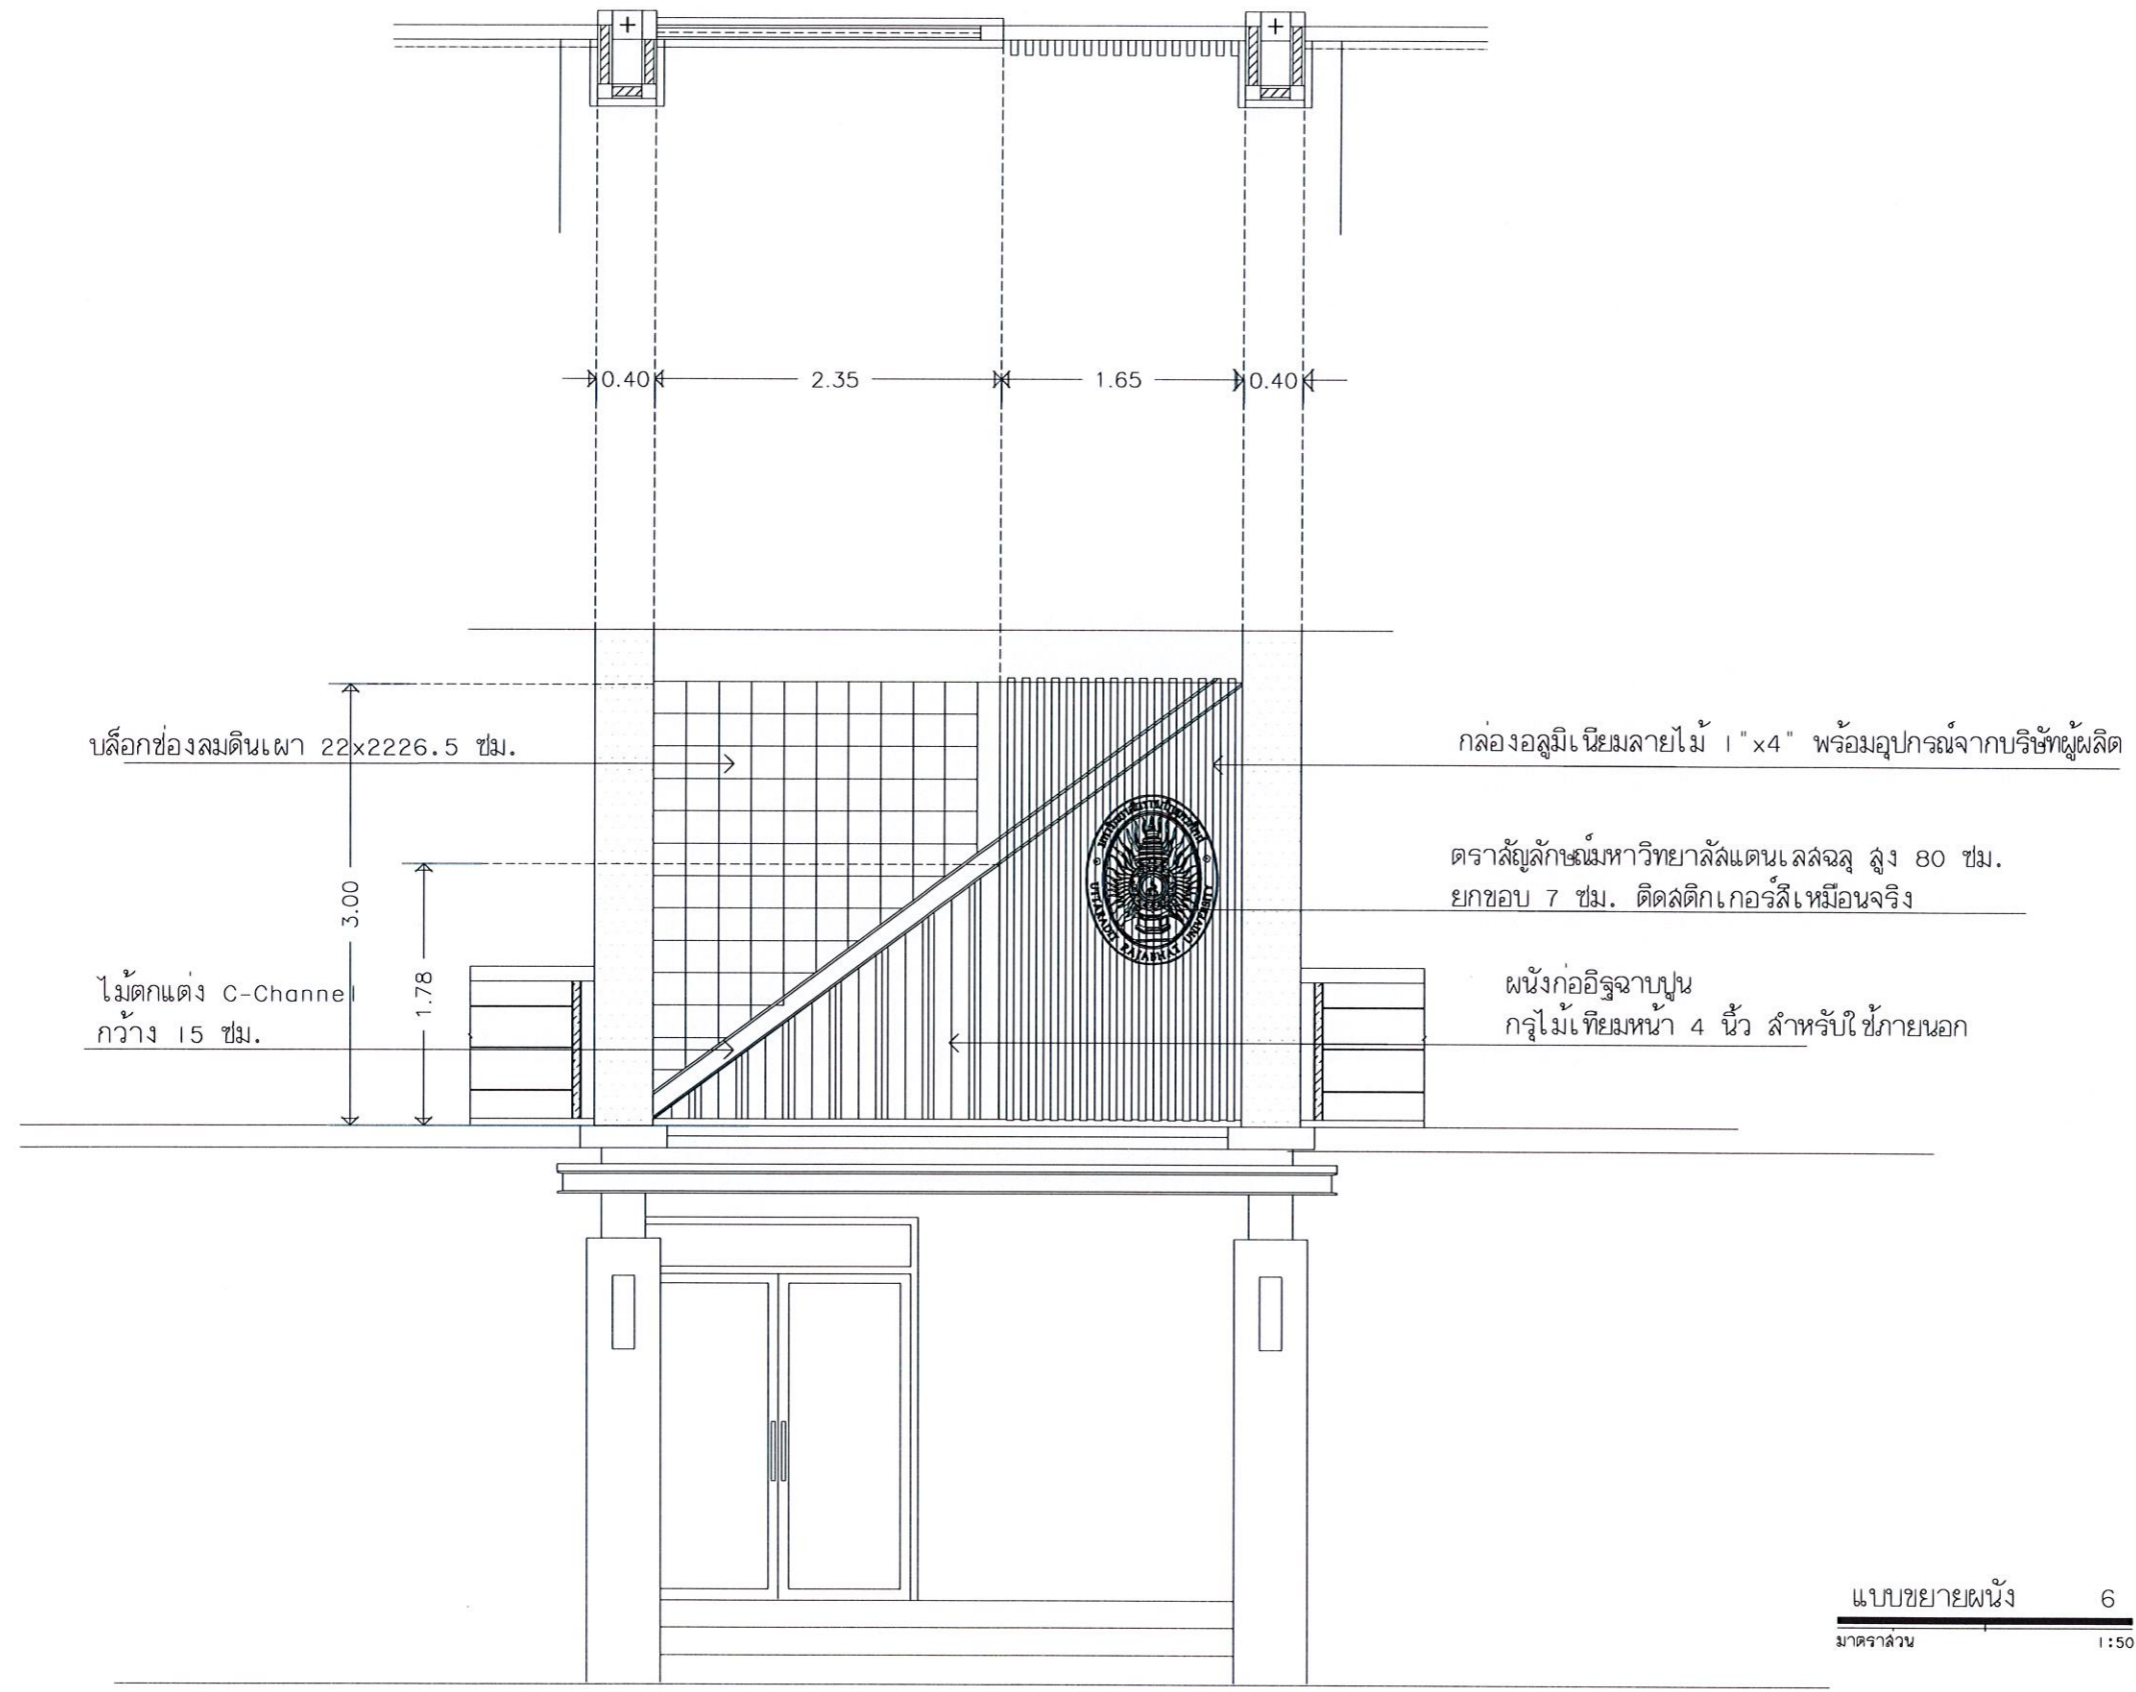 0.40 2.35 1.65 0.40
บล็อกช่องลมดินเผา 22x2226.5 ซม.
กล่องอลูมิเนียมลายไม้ 1"x4" พร้อมอุปกรณ์จากบริษัทผู้ผลิต
ตราสัญลักษณ์มหาวิทยาลัสแตนเลสฉลุ สูง 80 ซม.
ยกขอบ 7 ซม. ติดสติกเกอร์สีเหมือนจริง
3.00
1.78
UTTARADIT RAJABHAT UNIVERSITY
ไม้ตกแต่ง C-Channel
กว้าง 15 ซม.
ผนังก่ออิฐฉาบปูน
กรุไม้เทียมหน้า 4 นิ้ว สำหรับใช้ภายนอก
แบบขยายผนัง 6
มาตราส่วน 1:50